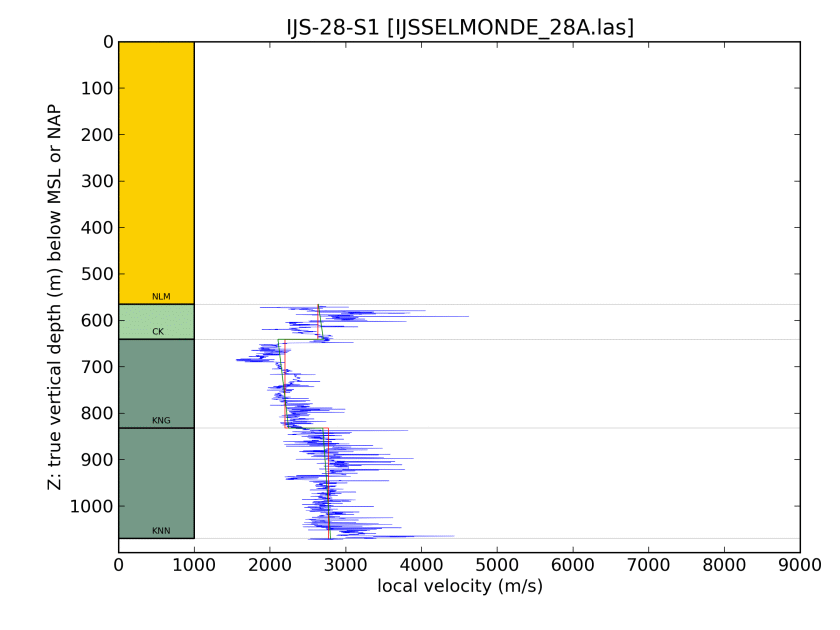 IJS-28-S1 [IJSSELMONDE_28A.las]
Z: true vertical depth (m) below MSL or NAP
0
100
200
300
400
500
600
700
800
900
1000
NLM
CK
KNG
KNN
0 1000 2000 3000 4000 5000 6000 7000 8000 9000
local velocity (m/s)